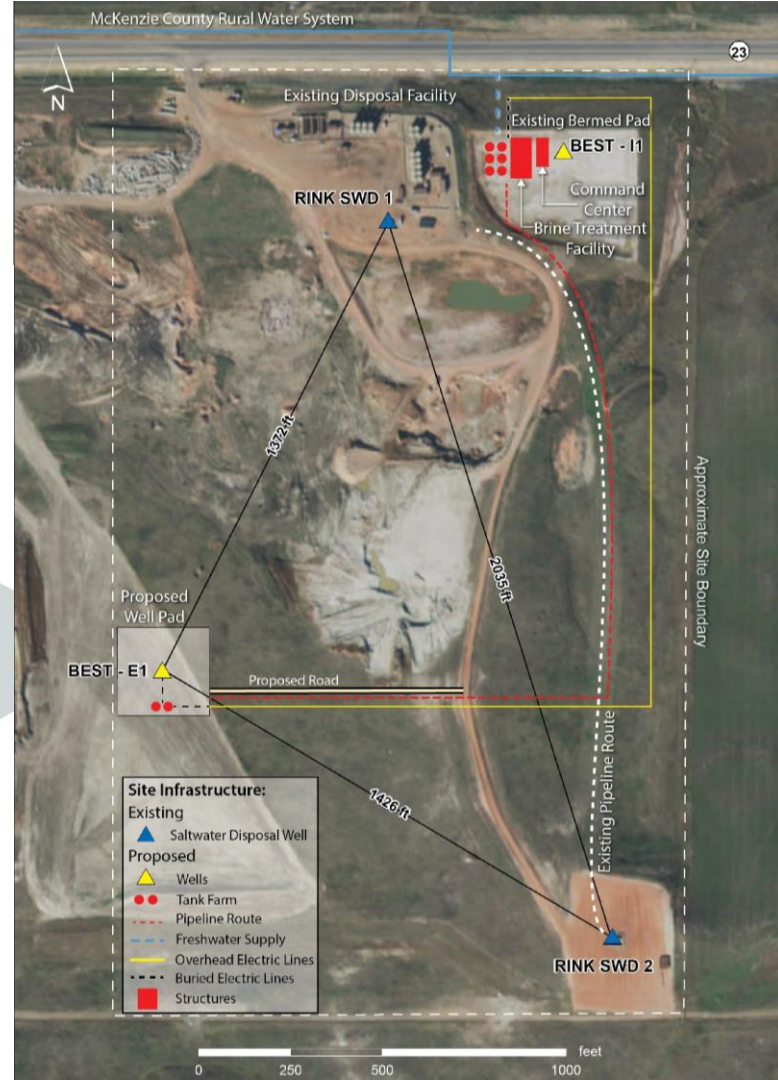 McKenzie County Rural Water System
23
N
Existing Disposal Facility
Existing Bermed Pad
BEST - I1
Command
Center
Brine Treatment
Facility
RINK SWD 1
1372 ft
2035 ft
Approximate Site Boundary
Proposed
Well Pad
BEST - E1
Proposed Road
1426 ft
Existing Pipeline Route
RINK SWD 2
Site Infrastructure:
Existing
Saltwater Disposal Well
Proposed
Wells
Tank Farm
Pipeline Route
Freshwater Supply
Overhead Electric Lines
Buried Electric Lines
Structures
feet
0 250 500 1000